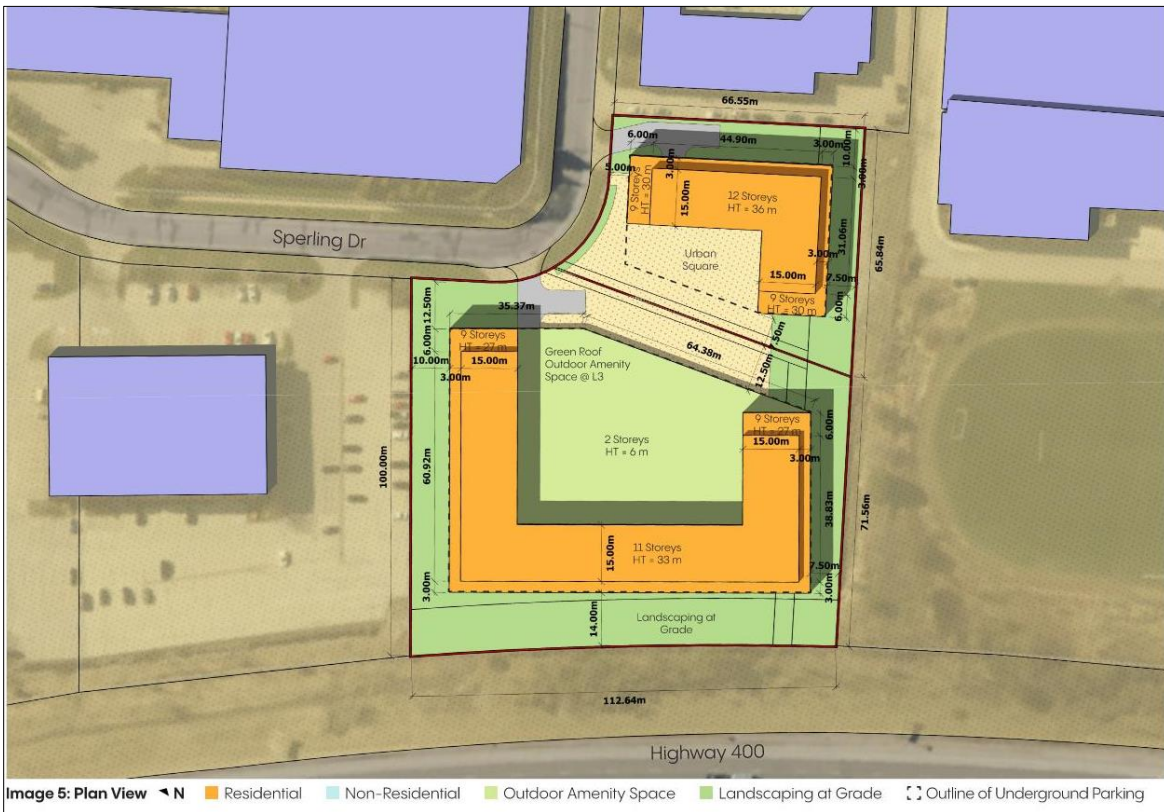 66.55m
6.00m
44.90m
3.00m
10.00m
3.00m
5.00m
3.00m
9 Storeys
HT = 30 m
15.00m
12 Storeys
HT = 36 m
31.06m
65.84m
Sperling Dr
Urban
Square
3.00m
15.00m
7.50m
9 Storeys
HT = 30 m
6.00m
12.50m
35.37m
7.50m
6.00m
9 Storeys
HT = 27 m
10.00m
15.00m
3.00m
Green Roof
Outdoor Amenity
Space @ L3
64.38m
12.50m
9 Storeys
HT = 27 m
6.00m
15.00m
3.00m
2 Storeys
HT = 6 m
100.00m
60.92m
38.83m
71.56m
11 Storeys
HT = 33 m
15.00m
7.50m
3.00m
3.00m
14.00m
Landscaping at
Grade
112.64m
Highway 400
Image 5: Plan View N Residential Non-Residential Outdoor Amenity Space Landscaping at Grade Outline of Underground Parking